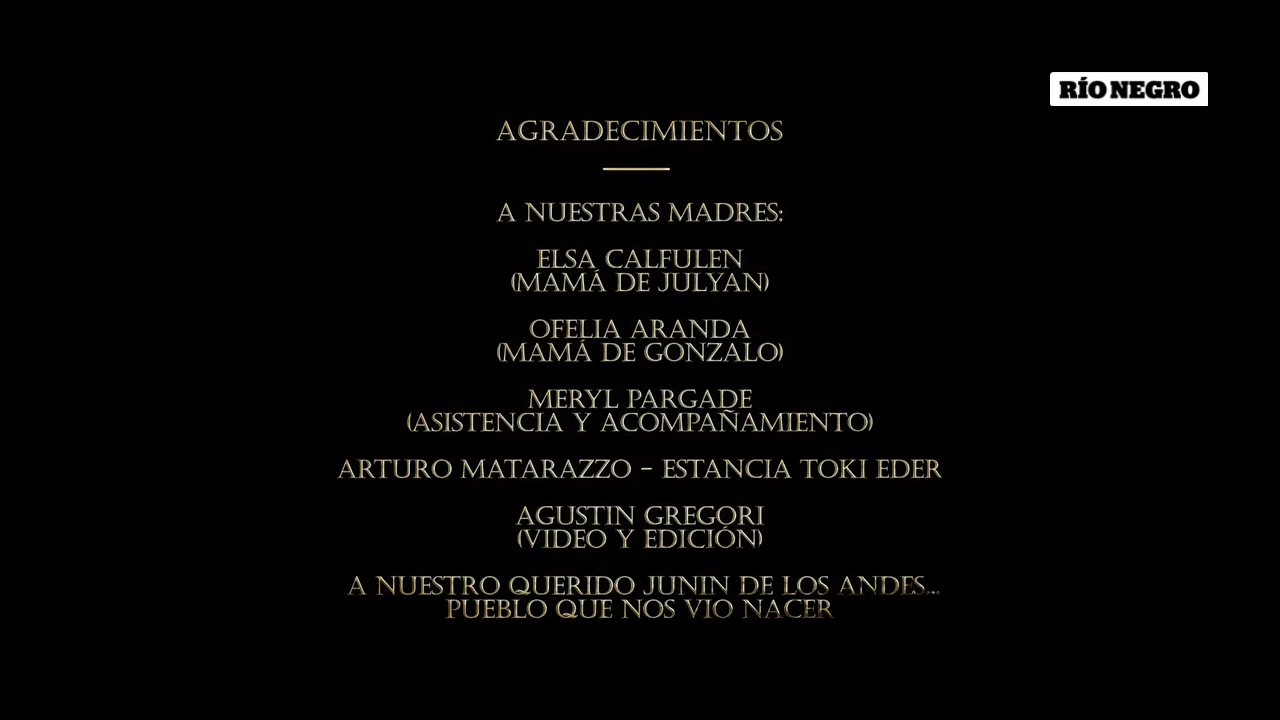 RÍO NEGRO
AGRADECIMIENTOS
A NUESTRAS MADRES:
ELSA CALFULEN
(MAMÁ DE JULYAN)
OFELIA ARANDA
(MAMÁ DE GONZALO)
MERYL PARGADE
(ASISTENCIA Y ACOMPAÑAMIENTO)
ARTURO MATARAZZO - ESTANCIA TOKI EDER
AGUSTIN GREGORI
(VIDEO Y EDICIÓN)
A NUESTRO QUERIDO JUNIN DE LOS ANDES...
PUEBLO QUE NOS VIO NACER